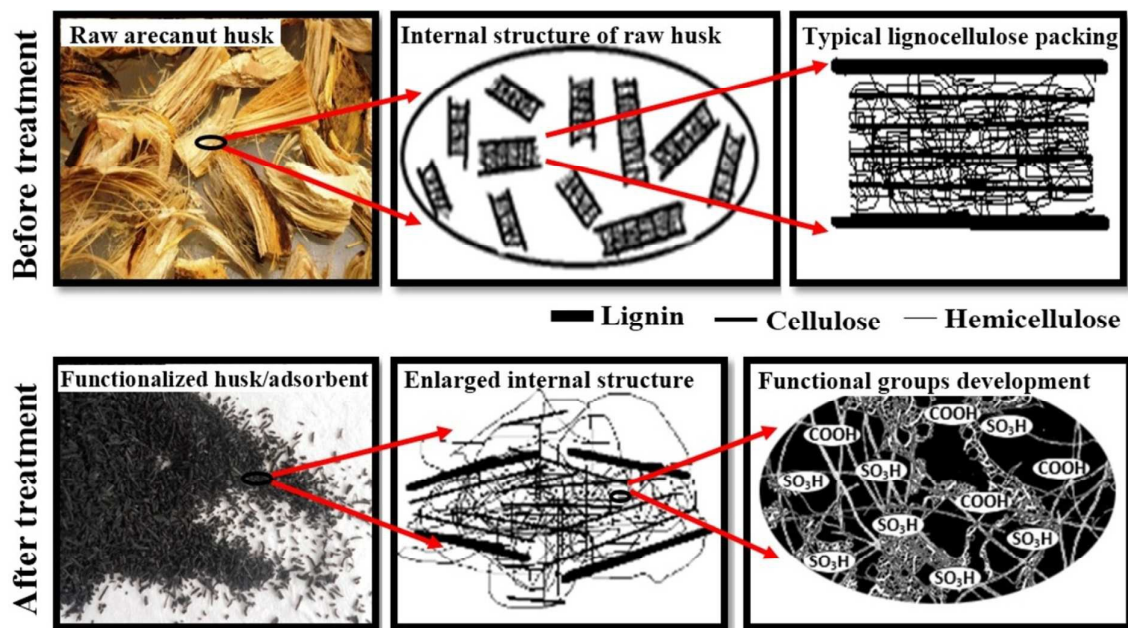 Before treatment
Raw arecanut husk
Internal structure of raw husk
Typical lignocellulose packing
Lignin
Cellulose
Hemicellulose
After treatment
Functionalized husk/adsorbent
Enlarged internal structure
Functional groups development
COOH
SO₃H
COOH
COOH
SO₃H
SO₃H
COOH
SO₃H
SO₃H
SO₃H
SO₃H